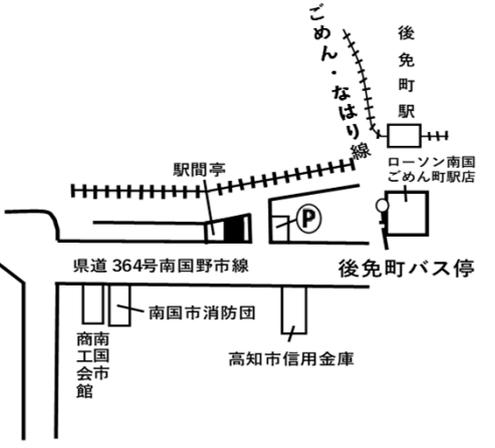 ごめん・なはり線
後免町駅
ローソン南国
ごめん町駅店
駅間亭
P
県道364号南国野市線
後免町バス停
南国市消防団
南国市
商工会館
高知市信用金庫